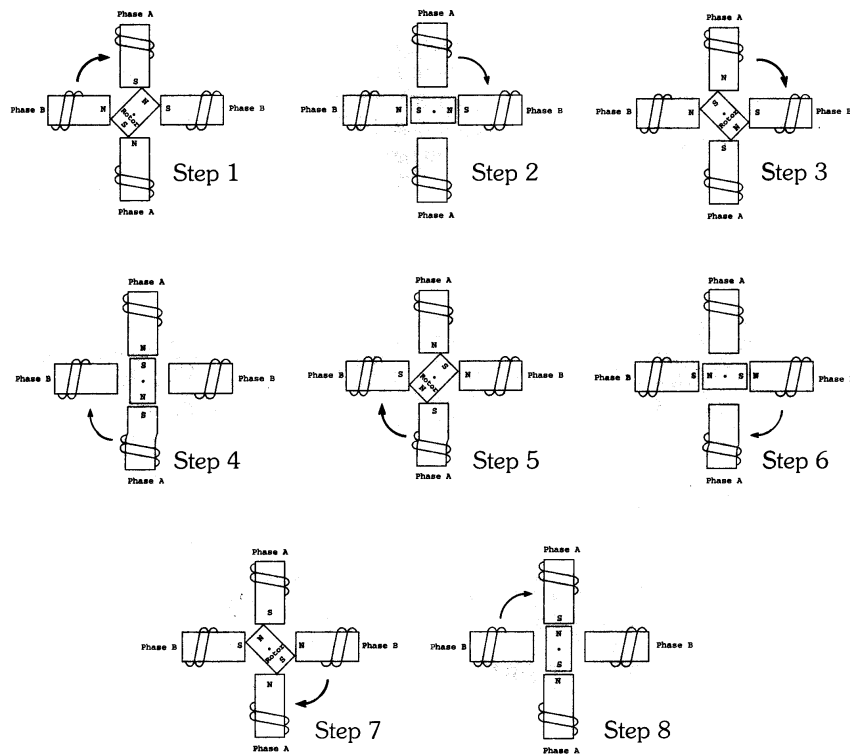 Phase A
S
Phase B N N S Phase B
Rotor
S
N
Step 1
Phase A
Phase A
Phase B N S N S Phase B
Step 2
Phase A
Phase A
N
Phase B N S S Phase B
Rotor
N
S
Step 3
Phase A
Phase A
N
S
Phase B Phase B
N
S
Step 4
Phase A
Phase A
N
S
Phase B S N Phase B
Rotor
N
S
Step 5
Phase A
Phase A
Phase B S N S N Phase
Step 6
Phase A
Phase A
S
N
Phase B S N Phase B
Rotor
S
N
Step 7
Phase A
Phase A
S
N
Phase B Phase B
S
N
Step 8
Phase A